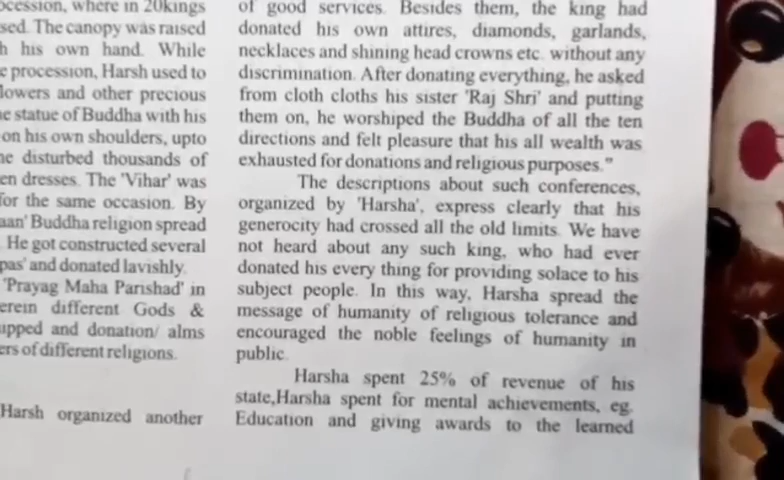 ocession, where in 20kings
sed. The canopy was raised
h his own hand. While
e procession, Harsh used to
lowers and other precious
e statue of Buddha with his
on his own shoulders, upto
ne disturbed thousands of
en dresses. The 'Vihar' was
for the same occasion. By
aan' Buddha religion spread
He got constructed several
pas' and donated lavishly.
'Prayag Maha Parishad' in
erein different Gods &
ipped and donation/ alms
ers of different religions.
Harsh organized another
of good services. Besides them, the king had
donated his own attires, diamonds, garlands,
necklaces and shining head crowns etc. without any
discrimination. After donating everything, he asked
from cloth cloths his sister 'Raj Shri' and putting
them on, he worshiped the Buddha of all the ten
directions and felt pleasure that his all wealth was
exhausted for donations and religious purposes."
The descriptions about such conferences,
organized by 'Harsha', express clearly that his
generocity had crossed all the old limits. We have
not heard about any such king, who had ever
donated his every thing for providing solace to his
subject people. In this way, Harsha spread the
message of humanity of religious tolerance and
encouraged the noble feelings of humanity in
public.
Harsha spent 25% of revenue of his
state,Harsha spent for mental achievements, eg.
Education and giving awards to the learned